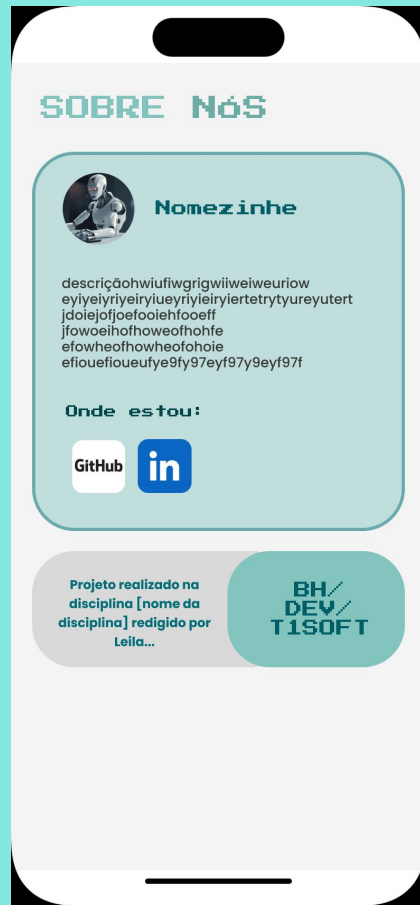 SOBRE NóS
Nomezinhe
descriçãohwiufiwgrigwiiweiweuriow
eyiyeiyriyeiryiueyriyieiryiertetrytyureyutert
jdoiejofjoefooiehfooeff
jfowoeihofhoweofhohfe
efowheofhowheofohoie
efiouefioueufye9fy97eyf97y9eyf97f
Onde estou:
GitHub
in
Projeto realizado na
disciplina [nome da
disciplina] redigido por
Leila...
BH/
DEV/
T1SOFT